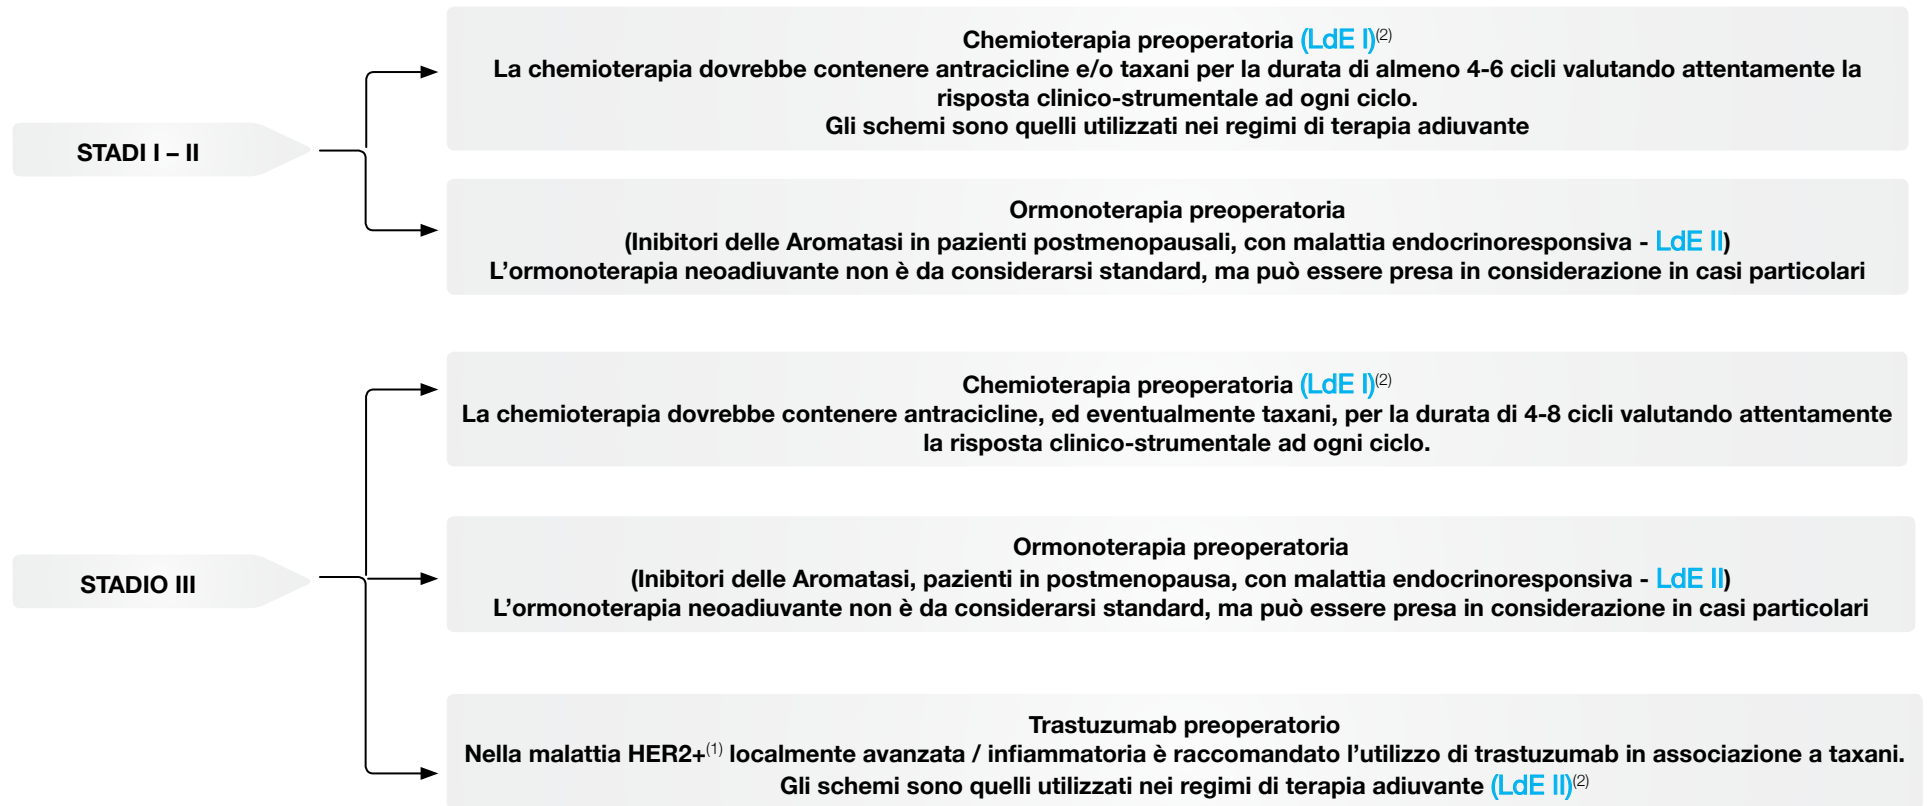 STADI I – II
Chemioterapia preoperatoria (LdE I)(2)
La chemioterapia dovrebbe contenere antracicline e/o taxani per la durata di almeno 4-6 cicli valutando attentamente la
risposta clinico-strumentale ad ogni ciclo.
Gli schemi sono quelli utilizzati nei regimi di terapia adiuvante
Ormonoterapia preoperatoria
(Inibitori delle Aromatasi in pazienti postmenopausali, con malattia endocrinoresponsiva - LdE II)
L’ormonoterapia neoadiuvante non è da considerarsi standard, ma può essere presa in considerazione in casi particolari
STADIO III
Chemioterapia preoperatoria (LdE I)(2)
La chemioterapia dovrebbe contenere antracicline, ed eventualmente taxani, per la durata di 4-8 cicli valutando attentamente
la risposta clinico-strumentale ad ogni ciclo.
Ormonoterapia preoperatoria
(Inibitori delle Aromatasi, pazienti in postmenopausa, con malattia endocrinoresponsiva - LdE II)
L’ormonoterapia neoadiuvante non è da considerarsi standard, ma può essere presa in considerazione in casi particolari
Trastuzumab preoperatorio
Nella malattia HER2+(1) localmente avanzata / infiammatoria è raccomandato l’utilizzo di trastuzumab in associazione a taxani.
Gli schemi sono quelli utilizzati nei regimi di terapia adiuvante (LdE II)(2)